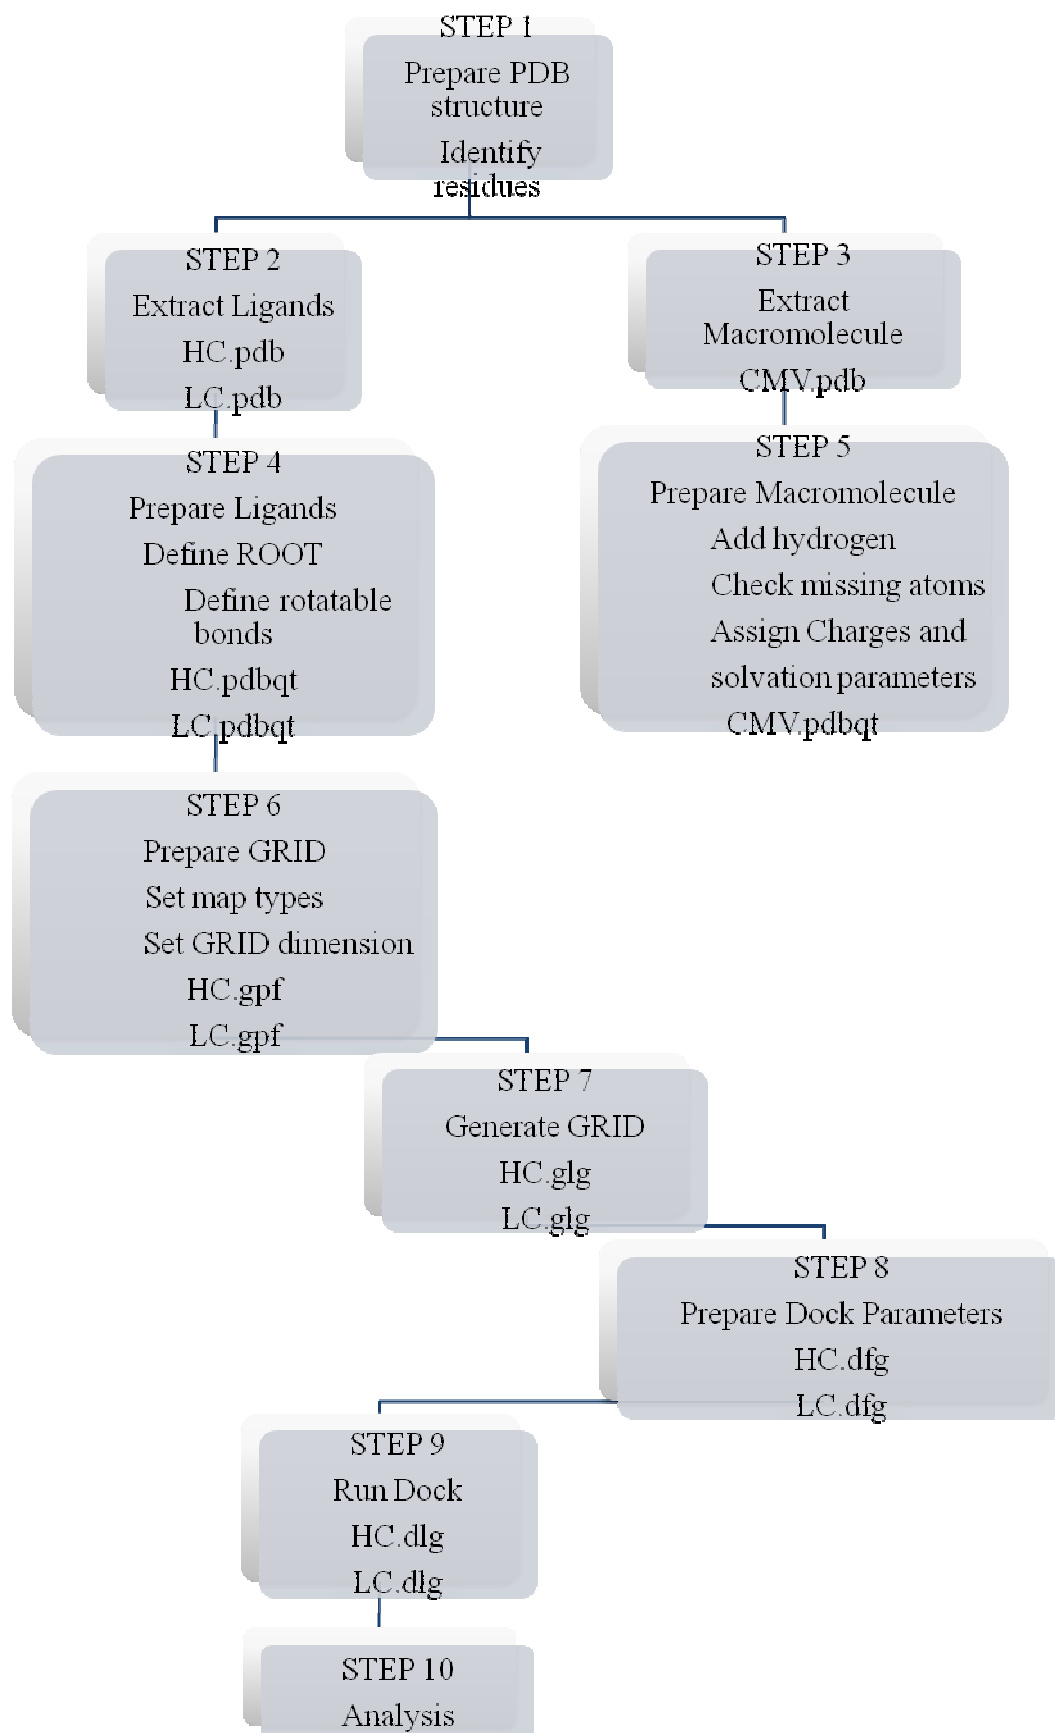 STEP 1
Prepare PDB
structure
Identify
residues
STEP 2
Extract Ligands
HC.pdb
LC.pdb
STEP 3
Extract
Macromolecule
CMV.pdb
STEP 4
Prepare Ligands
Define ROOT
Define rotatable
bonds
HC.pdbqt
LC.pdbqt
STEP 5
Prepare Macromolecule
Add hydrogen
Check missing atoms
Assign Charges and
solvation parameters
CMV.pdbqt
STEP 6
Prepare GRID
Set map types
Set GRID dimension
HC.gpf
LC.gpf
STEP 7
Generate GRID
HC.glg
LC.glg
STEP 8
Prepare Dock Parameters
HC.dfg
LC.dfg
STEP 9
Run Dock
HC.dlg
LC.dlg
STEP 10
Analysis